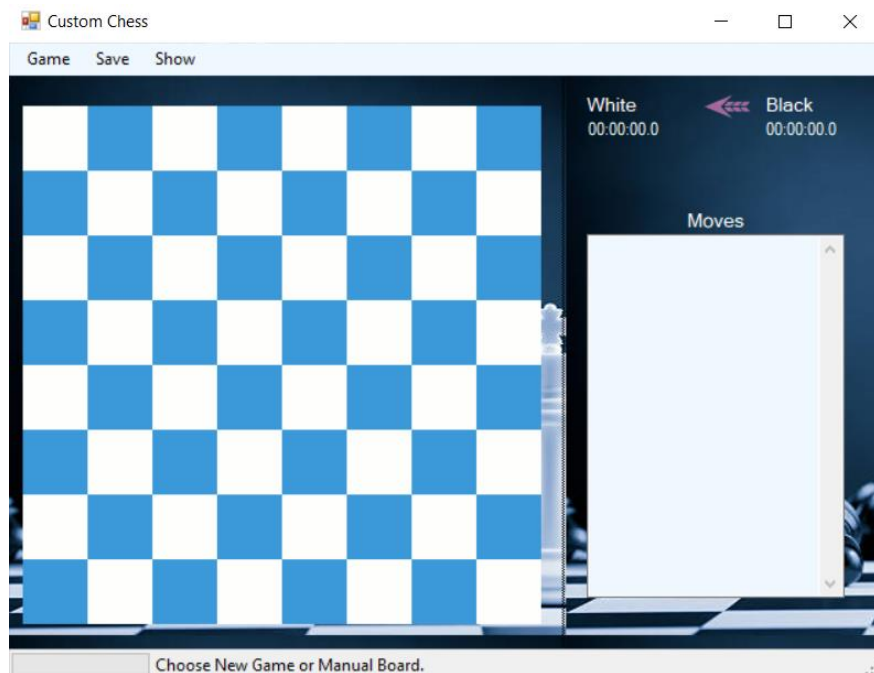 Custom Chess
Game Save Show
White Black
00:00:00.0 00:00:00.0
Moves
Choose New Game or Manual Board.